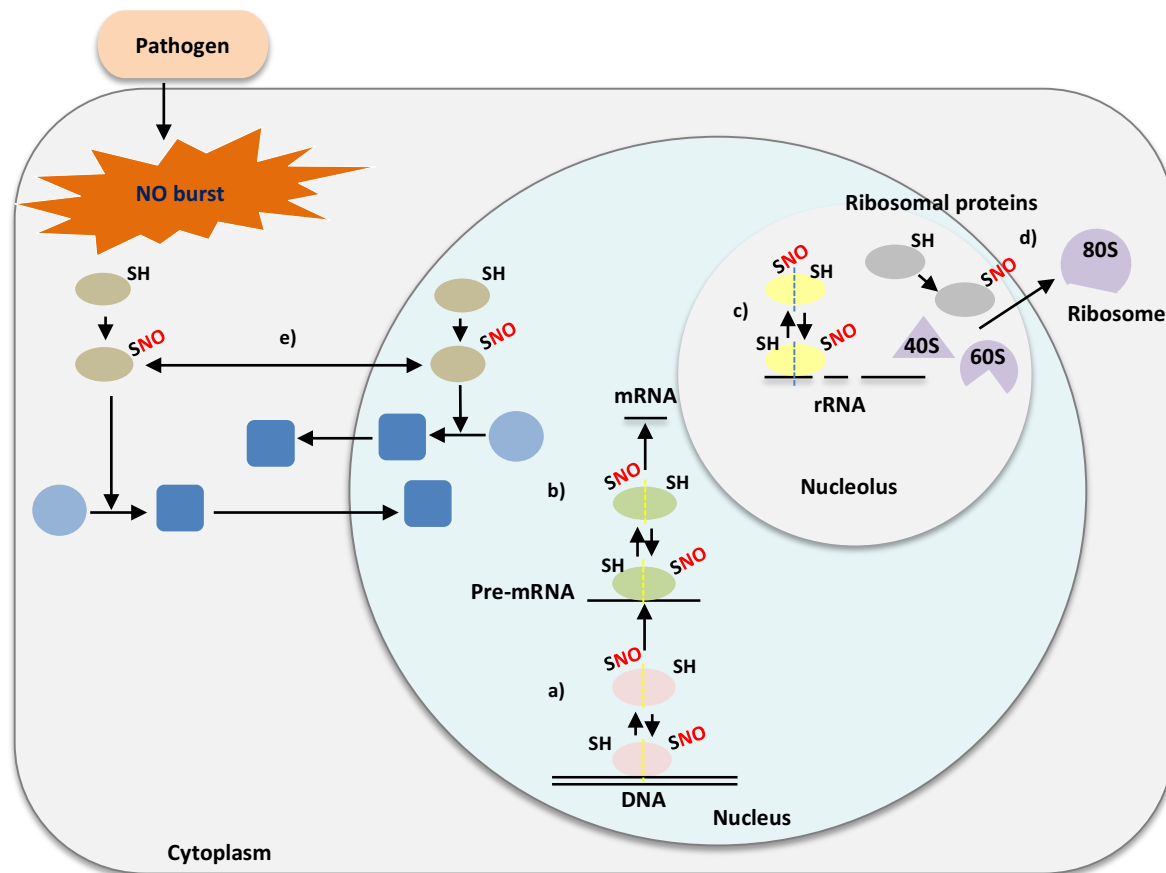 Pathogen
NO burst
Ribosomal proteins
SH
d)
80S
SNO
SH
SNO
SH
SH
Ribosome
c)
SNO
e)
SNO
SH
SNO
40S
60S
mRNA
rRNA
SNO
SH
b)
Nucleolus
SH
SNO
Pre-mRNA
SNO
SH
a)
SH
SNO
DNA
Nucleus
Cytoplasm